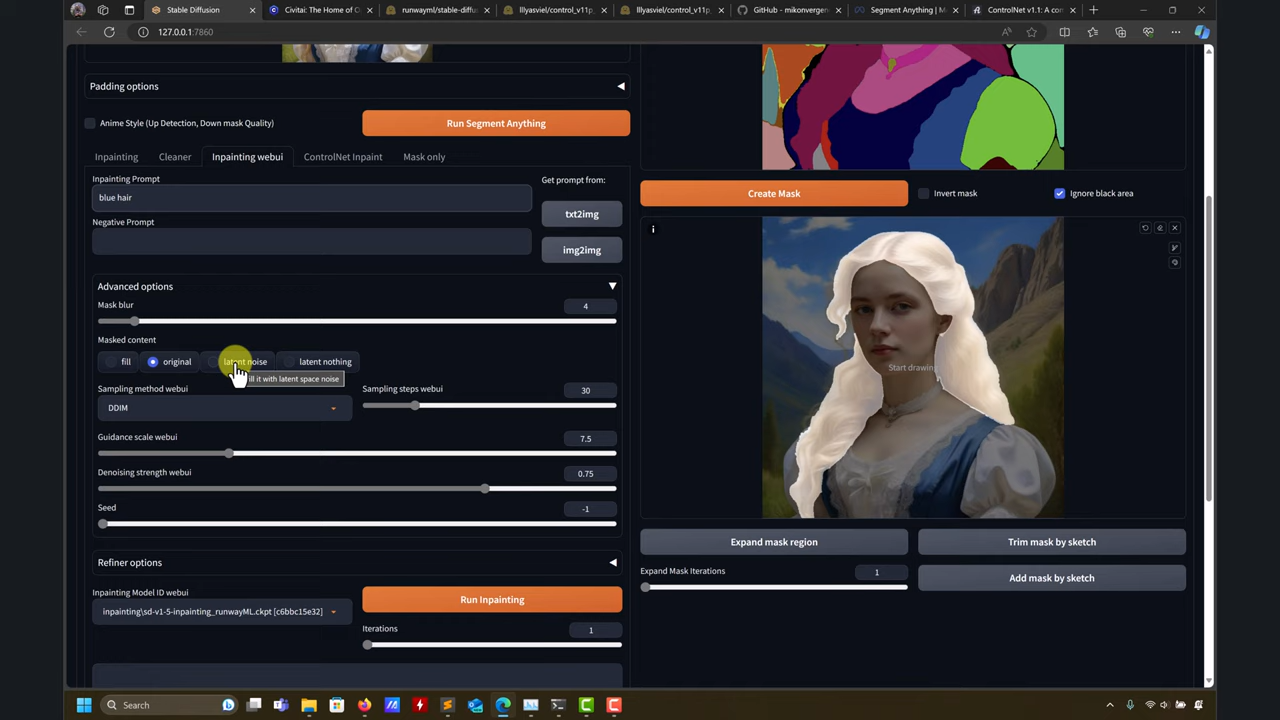 Stable Diffusion
Civitai: The Home of C
runwayml/stable-diffu
lllyasviel/control_v11p_
lllyasviel/control_v11p_
GitHub - mikonvergen
Segment Anything | M
ControlNet v1.1: A con
127.0.0.1:7860
Padding options
Anime Style (Up Detection, Down mask Quality)
Run Segment Anything
Inpainting
Cleaner
Inpainting webui
ControlNet Inpaint
Mask only
Inpainting Prompt
Get prompt from:
blue hair
txt2img
Negative Prompt
img2img
Advanced options
Mask blur
4
Masked content
fill
original
latent noise
latent nothing
ill it with latent space noise
Sampling method webui
Sampling steps webui
30
DDIM
Guidance scale webui
7.5
Denoising strength webui
0.75
Seed
-1
Refiner options
Inpainting Model ID webui
inpainting\sd-v1-5-inpainting_runwayML.ckpt [c6bbc15e32]
Run Inpainting
Iterations
1
Create Mask
Invert mask
Ignore black area
Start drawing
Expand mask region
Trim mask by sketch
Expand Mask Iterations
1
Add mask by sketch
Search